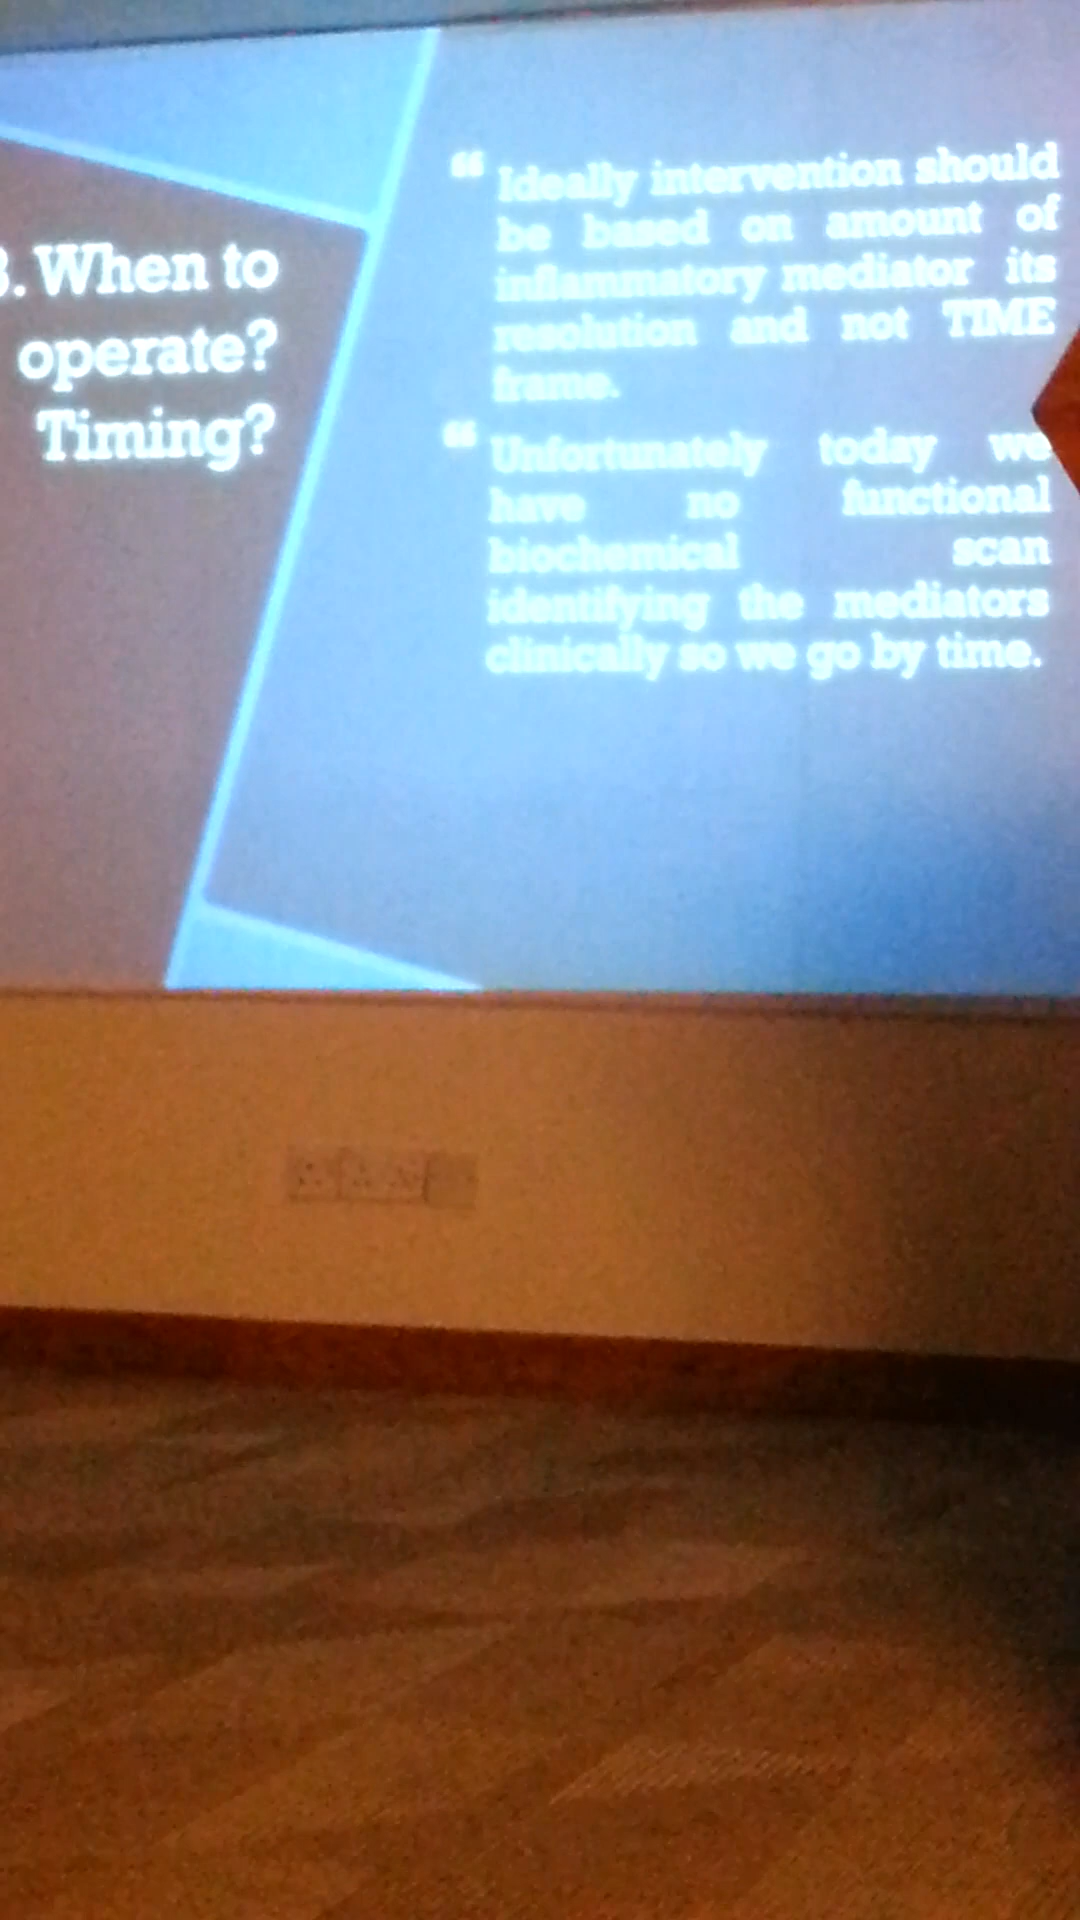 3. When to
operate?
Timing?
“ Ideally intervention should
be based on amount of
inflammatory mediator its
resolution and not TIME
frame.
“ Unfortunately today we
have no functional
biochemical scan
identifying the mediators
clinically so we go by time.